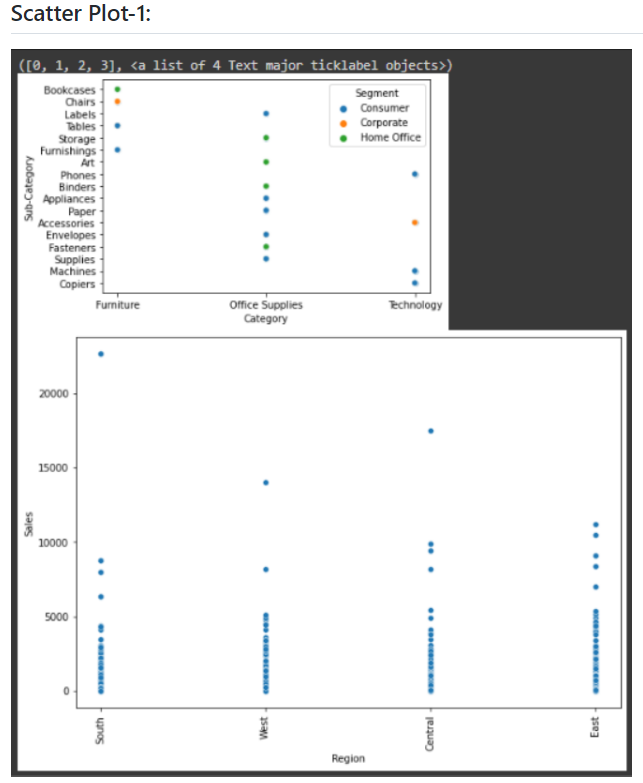 Scatter Plot-1:
([0, 1, 2, 3], <a list of 4 Text major ticklabel objects>)
Bookcases
Chairs
Labels
Tables
Storage
Furnishings
Art
Phones
Binders
Appliances
Paper
Accessories
Envelopes
Fasteners
Supplies
Machines
Copiers
Sub-Category
Segment
Consumer
Corporate
Home Office
Furniture
Office Supplies
Technology
Category
20000
15000
10000
5000
0
Sales
South
West
Central
East
Region